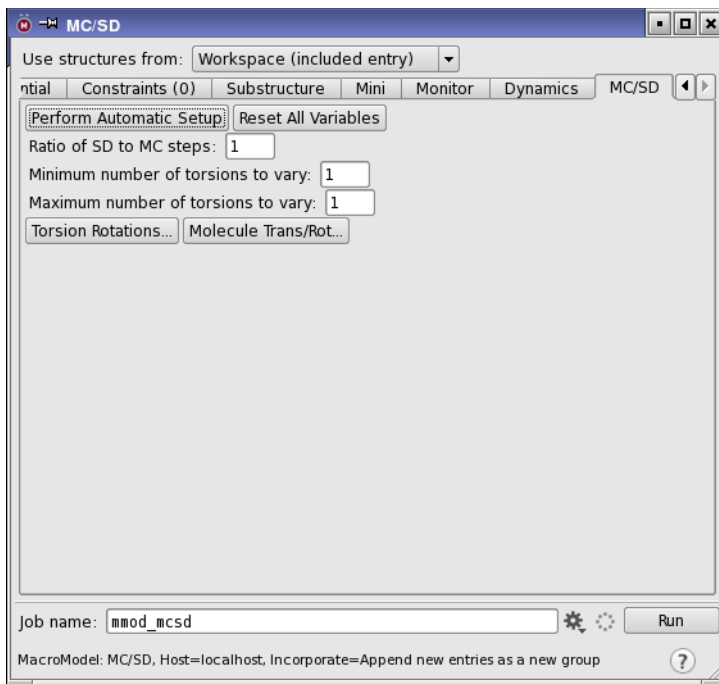 MC/SD
Use structures from: Workspace (included entry)
ntial Constraints (0) Substructure Mini Monitor Dynamics MC/SD
Perform Automatic Setup Reset All Variables
Ratio of SD to MC steps: 1
Minimum number of torsions to vary: 1
Maximum number of torsions to vary: 1
Torsion Rotations... Molecule Trans/Rot...
Job name: mmod_mcsd Run
MacroModel: MC/SD, Host=localhost, Incorporate=Append new entries as a new group ?